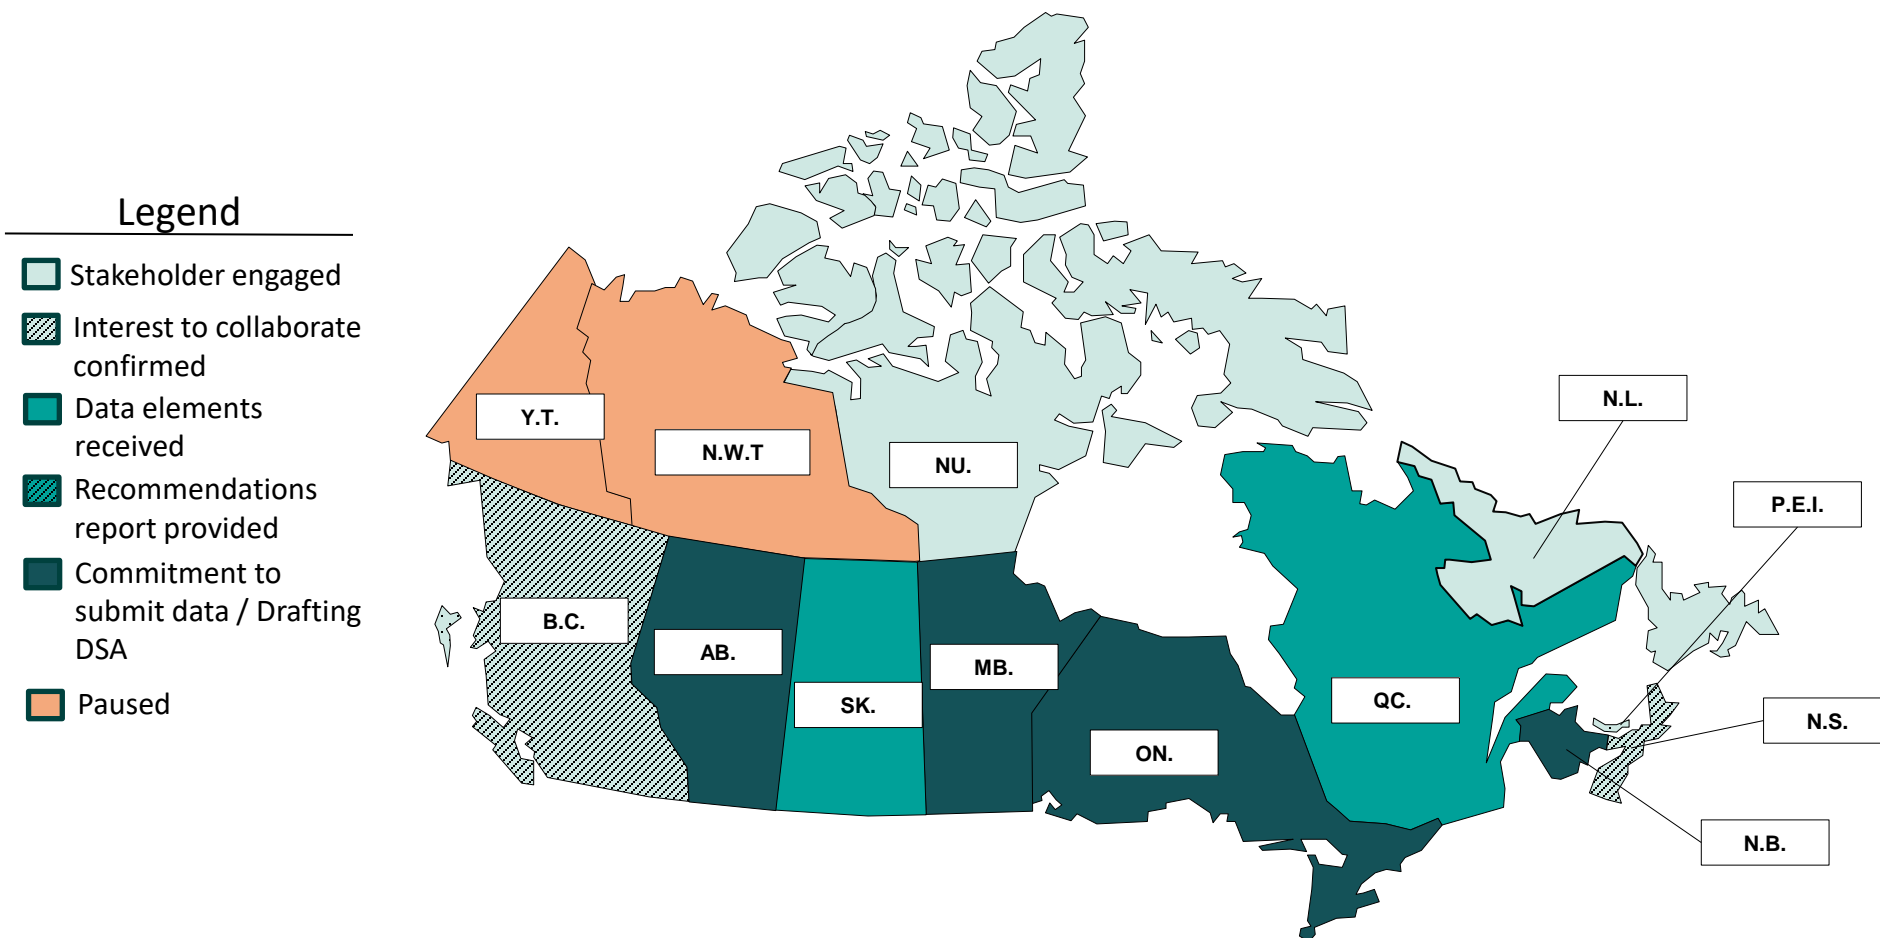 Legend
Stakeholder engaged
Interest to collaborate
confirmed
Data elements
received
Recommendations
report provided
Commitment to
submit data / Drafting
DSA
Paused
Y.T.
N.W.T
NU.
N.L.
P.E.I.
B.C.
AB.
SK.
MB.
ON.
QC.
N.S.
N.B.